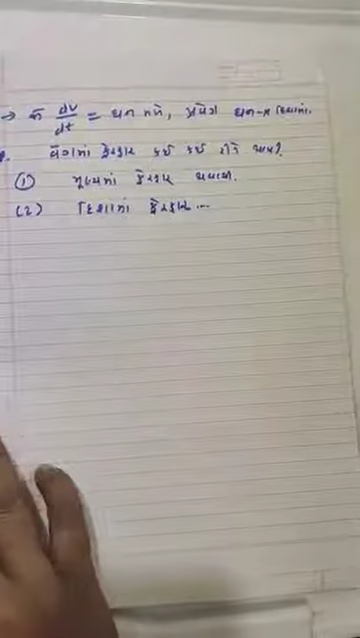 → જો dv/dt = ધન મળે, પ્રવેગ ધન-x દિશામાં.
વેગમાં ફેરફાર કઈ કઈ રીતે થાય?
(1) મૂલ્યમાં ફેરફાર થવાથી.
(2) દિશામાં ફેરફાર ...